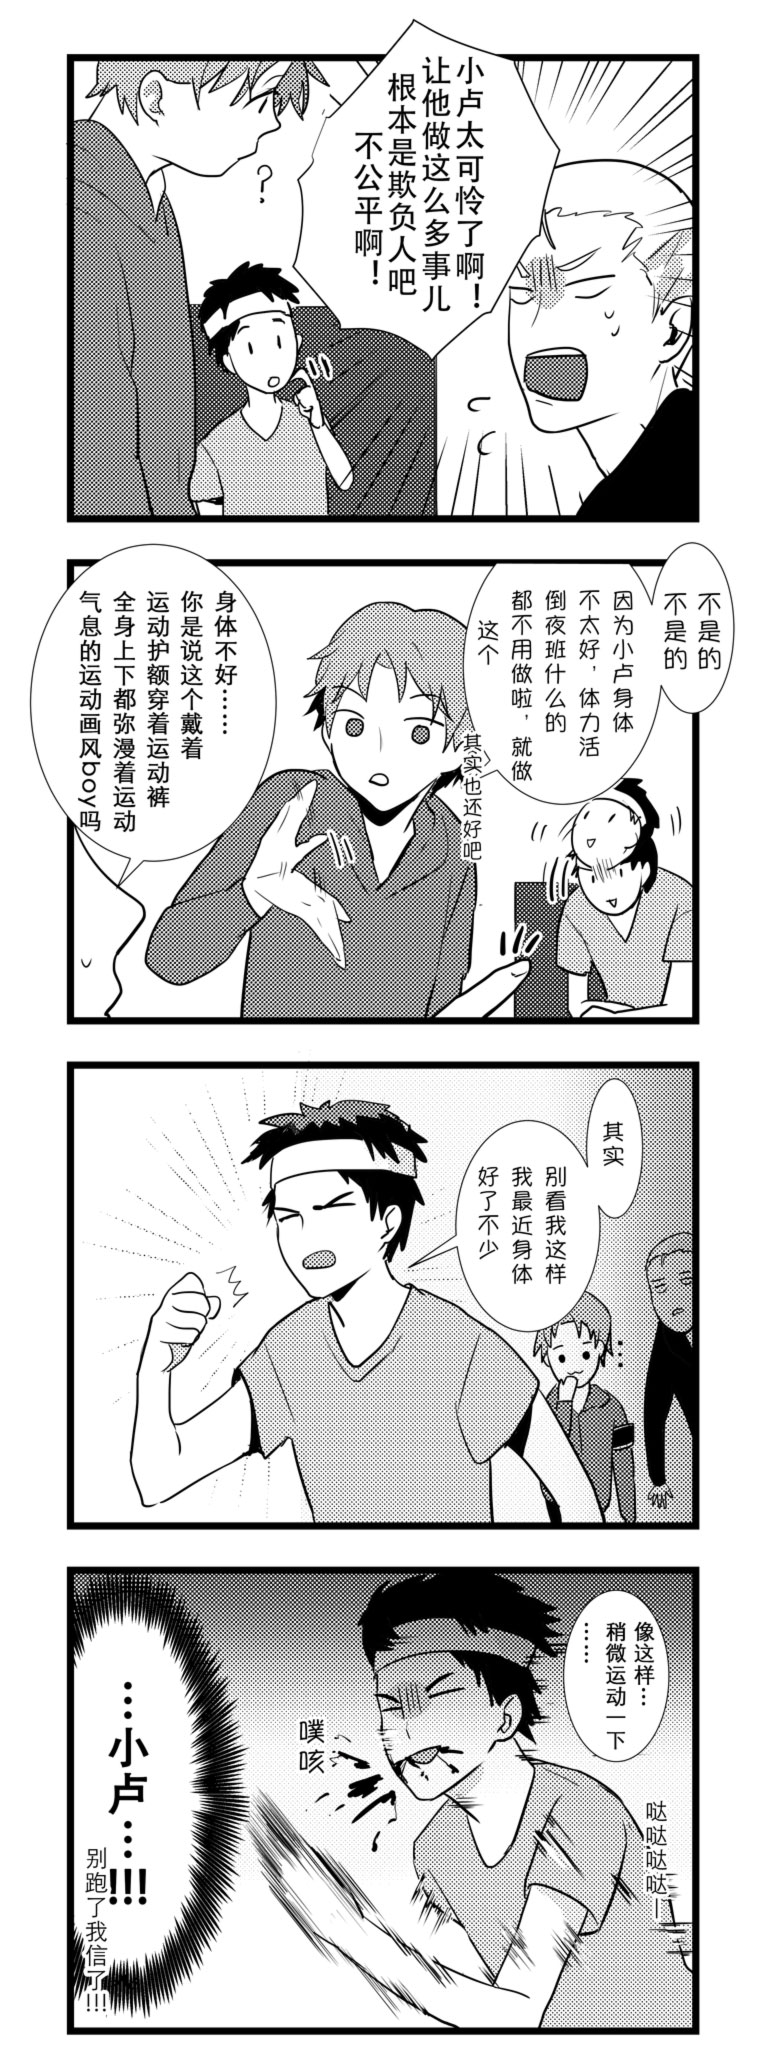 小卢太可怜了啊！
让他做这么多事儿
根本是欺负人吧
不公平啊！
?
不是的
不是的
因为小卢身体
不太好，体力活
倒夜班什么的
都不用做啦，就做
这个
其实也还好吧
身体不好……
你是说这个戴着
运动护额穿着运动裤
全身上下都弥漫着运动
气息的运动画风boy吗
其实
别看我这样
我最近身体
好了不少
...
像这样…
稍微运动一下
……
噗咳
哒哒哒哒—
…小卢…!!!
别跑了我信了!!!